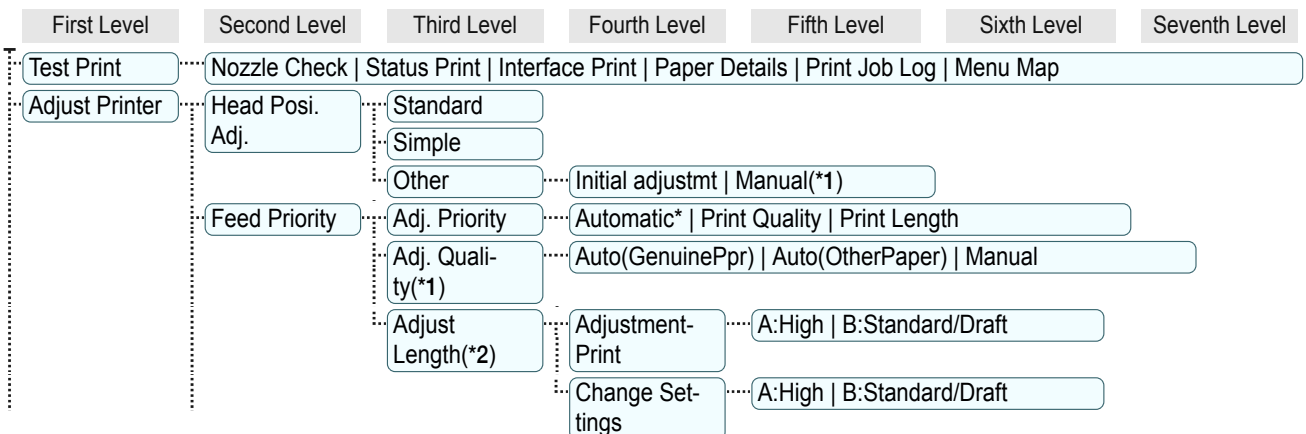 First Level Second Level Third Level Fourth Level Fifth Level Sixth Level Seventh Level
Test Print Nozzle Check | Status Print | Interface Print | Paper Details | Print Job Log | Menu Map
Adjust Printer Head Posi. Standard
Adj.
Simple
Other Initial adjustmt | Manual(*1)
Feed Priority Adj. Priority Automatic* | Print Quality | Print Length
Adj. Quali- Auto(GenuinePpr) | Auto(OtherPaper) | Manual
ty(*1)
Adjust Adjustment- A:High | B:Standard/Draft
Length(*2) Print
Change Set- A:High | B:Standard/Draft
tings